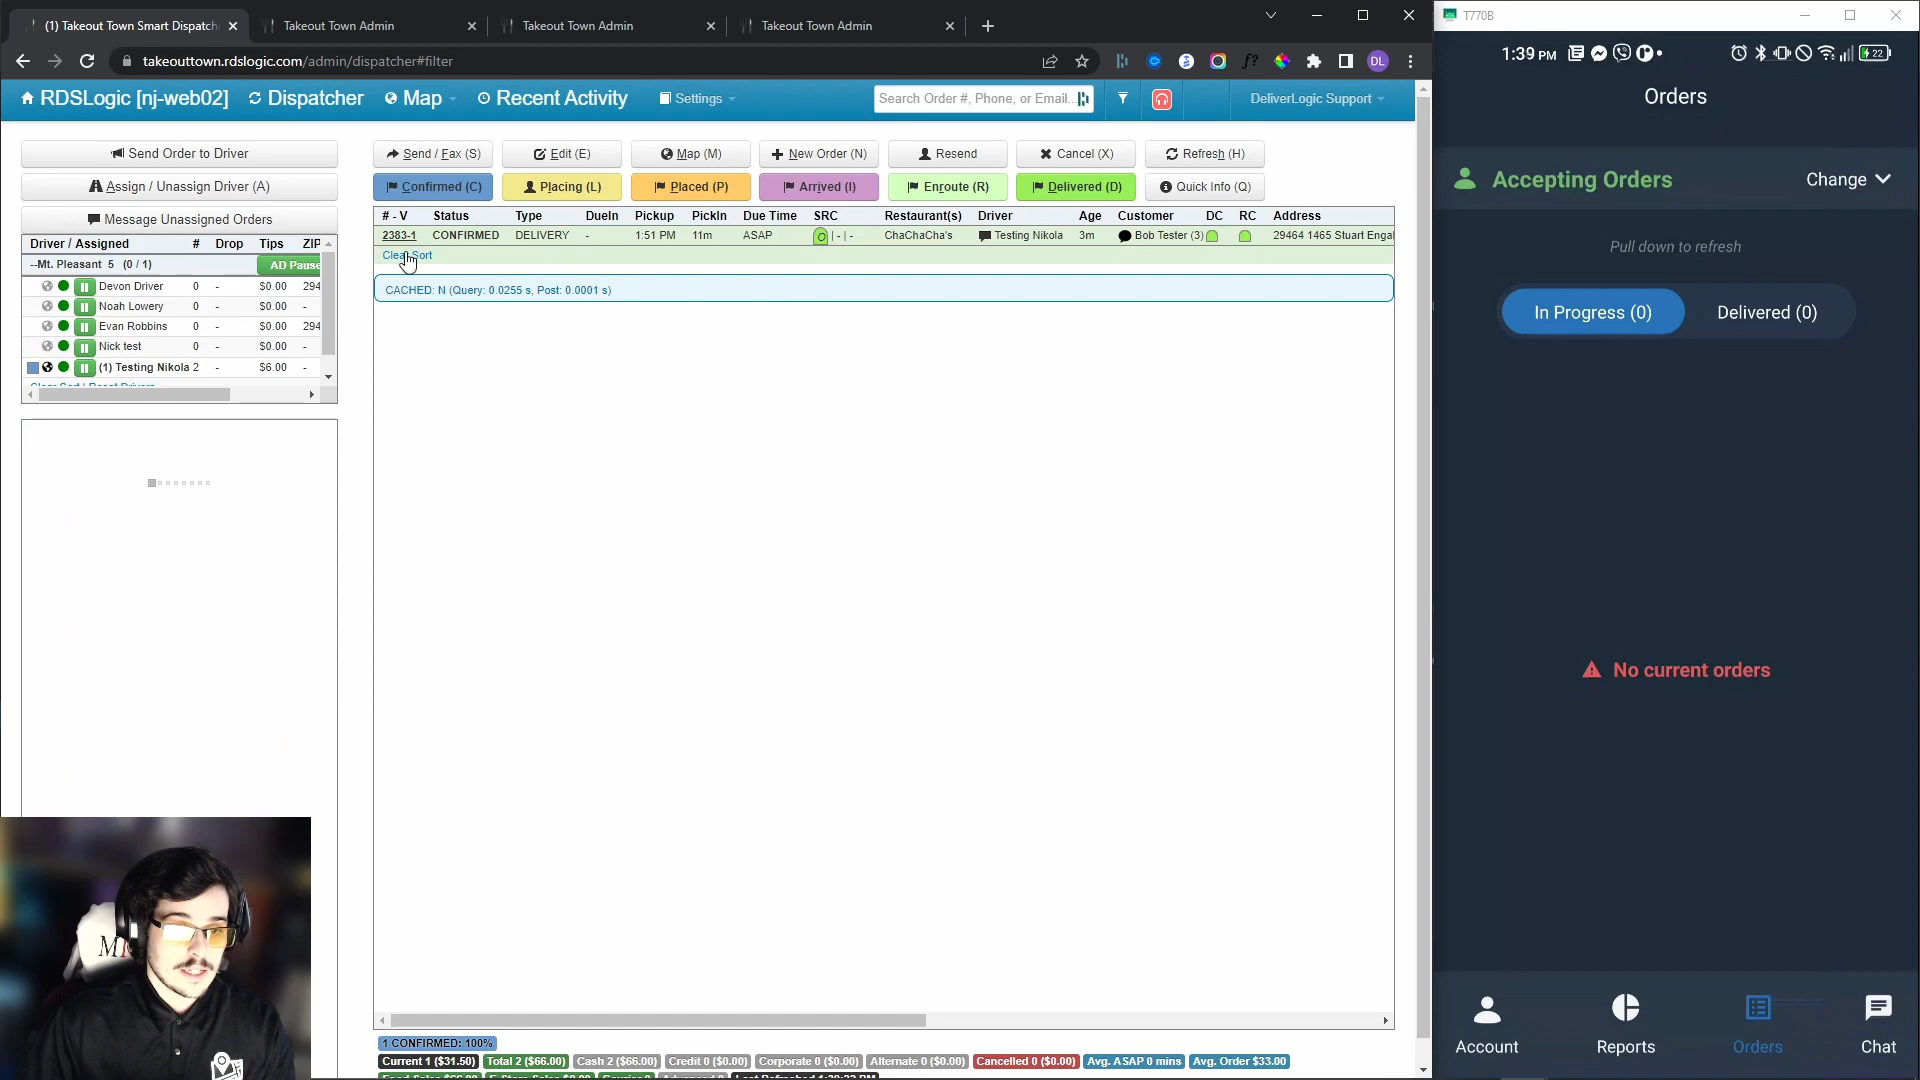 (1) Takeout Town Smart Dispatch
Takeout Town Admin
Takeout Town Admin
Takeout Town Admin
T770B
takeouttown.rdslogic.com/admin/dispatcher#filter
DL
1:39 PM
22
RDSLogic [nj-web02] Dispatcher Map Recent Activity Settings
Search Order #, Phone, or Email...
DeliverLogic Support
Orders
Send Order to Driver
Assign / Unassign Driver (A)
Message Unassigned Orders
Send / Fax (S) Edit (E) Map (M) New Order (N) Resend Cancel (X) Refresh (H)
Confirmed (C) Placing (L) Placed (P) Arrived (I) Enroute (R) Delivered (D) Quick Info (Q)
Accepting Orders
Change
Driver / Assigned # Drop Tips ZIP
--Mt. Pleasant 5 (0 / 1) AD Pause
Devon Driver 0 - $0.00 294
Noah Lowery 0 - $0.00
Evan Robbins 0 - $0.00 294
Nick test 0 - $0.00 -
(1) Testing Nikola 2 - $6.00 -
Clear Sort | Reset Drivers
# - V Status Type DueIn Pickup PickIn Due Time SRC Restaurant(s) Driver Age Customer DC RC Address
2383-1 CONFIRMED DELIVERY - 1:51 PM 11m ASAP O | - | - ChaChaCha's Testing Nikola 3m Bob Tester (3) 29464 1465 Stuart Engal
Clear Sort
CACHED: N (Query: 0.0255 s, Post: 0.0001 s)
Pull down to refresh
In Progress (0)
Delivered (0)
No current orders
1 CONFIRMED: 100%
Current 1 ($31.50) Total 2 ($66.00) Cash 2 ($66.00) Credit 0 ($0.00) Corporate 0 ($0.00) Alternate 0 ($0.00) Cancelled 0 ($0.00) Avg. ASAP 0 mins Avg. Order $33.00
Account
Reports
Orders
Chat